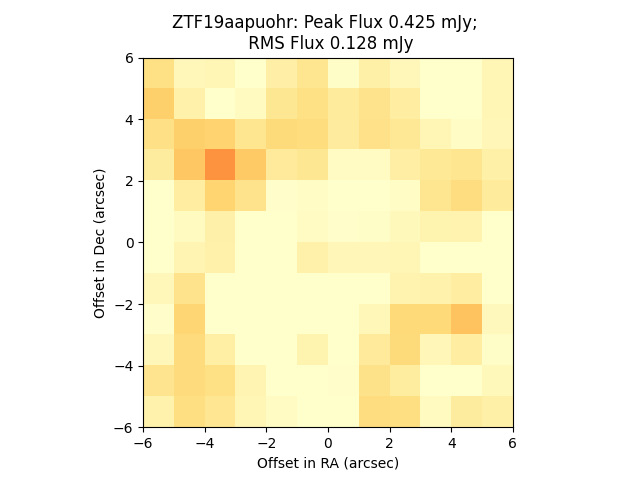 ZTF19aapuohr: Peak Flux 0.425 mJy;
RMS Flux 0.128 mJy
6
4
2
0
−2
−4
−6
Offset in Dec (arcsec)
−6 −4 −2 0 2 4 6
Offset in RA (arcsec)